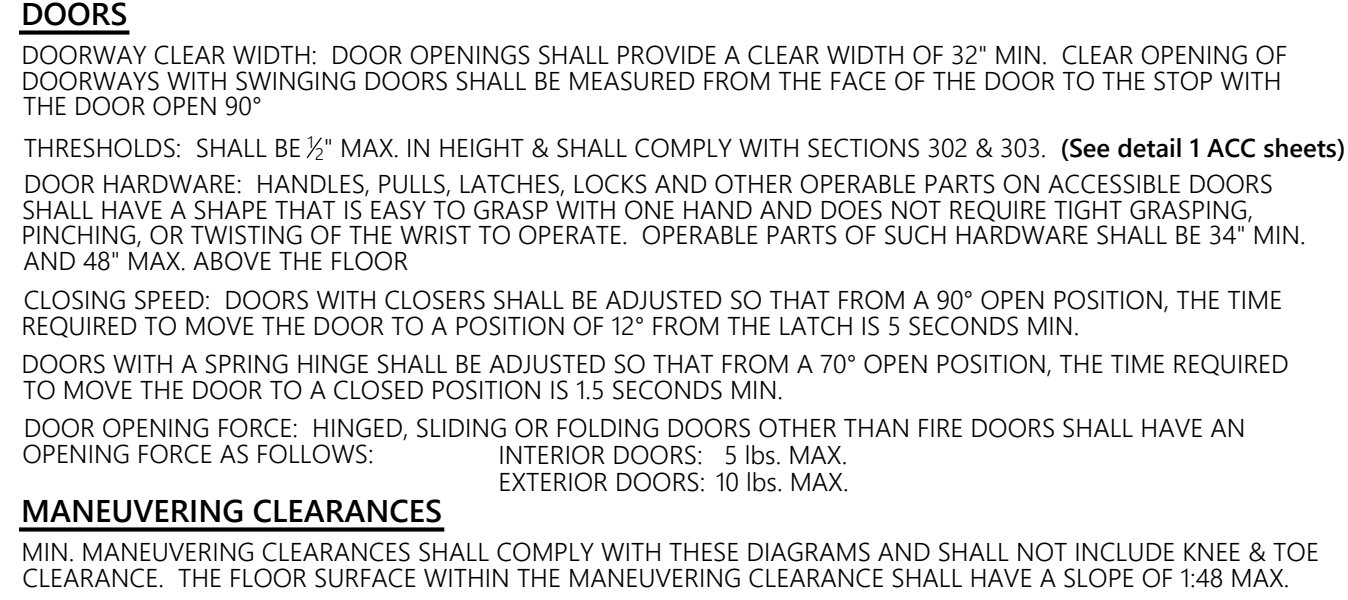 DOORS
DOORWAY CLEAR WIDTH: DOOR OPENINGS SHALL PROVIDE A CLEAR WIDTH OF 32" MIN. CLEAR OPENING OF
DOORWAYS WITH SWINGING DOORS SHALL BE MEASURED FROM THE FACE OF THE DOOR TO THE STOP WITH
THE DOOR OPEN 90°
THRESHOLDS: SHALL BE ½" MAX. IN HEIGHT & SHALL COMPLY WITH SECTIONS 302 & 303. (See detail 1 ACC sheets)
DOOR HARDWARE: HANDLES, PULLS, LATCHES, LOCKS AND OTHER OPERABLE PARTS ON ACCESSIBLE DOORS
SHALL HAVE A SHAPE THAT IS EASY TO GRASP WITH ONE HAND AND DOES NOT REQUIRE TIGHT GRASPING,
PINCHING, OR TWISTING OF THE WRIST TO OPERATE. OPERABLE PARTS OF SUCH HARDWARE SHALL BE 34" MIN.
AND 48" MAX. ABOVE THE FLOOR
CLOSING SPEED: DOORS WITH CLOSERS SHALL BE ADJUSTED SO THAT FROM A 90° OPEN POSITION, THE TIME
REQUIRED TO MOVE THE DOOR TO A POSITION OF 12° FROM THE LATCH IS 5 SECONDS MIN.
DOORS WITH A SPRING HINGE SHALL BE ADJUSTED SO THAT FROM A 70° OPEN POSITION, THE TIME REQUIRED
TO MOVE THE DOOR TO A CLOSED POSITION IS 1.5 SECONDS MIN.
DOOR OPENING FORCE: HINGED, SLIDING OR FOLDING DOORS OTHER THAN FIRE DOORS SHALL HAVE AN
OPENING FORCE AS FOLLOWS: INTERIOR DOORS: 5 lbs. MAX.
EXTERIOR DOORS: 10 lbs. MAX.
MANEUVERING CLEARANCES
MIN. MANEUVERING CLEARANCES SHALL COMPLY WITH THESE DIAGRAMS AND SHALL NOT INCLUDE KNEE & TOE
CLEARANCE. THE FLOOR SURFACE WITHIN THE MANEUVERING CLEARANCE SHALL HAVE A SLOPE OF 1:48 MAX.